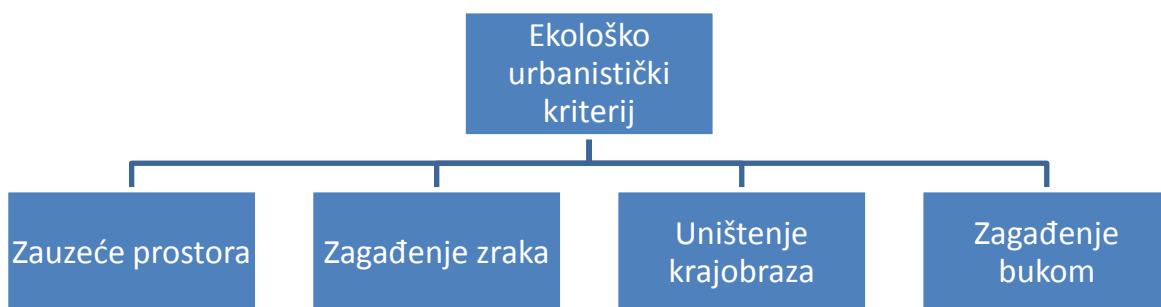 Ekološko
urbanistički
kriterij
Zauzeće prostora
Zagađenje zraka
Uništenje
krajobraza
Zagađenje
bukom